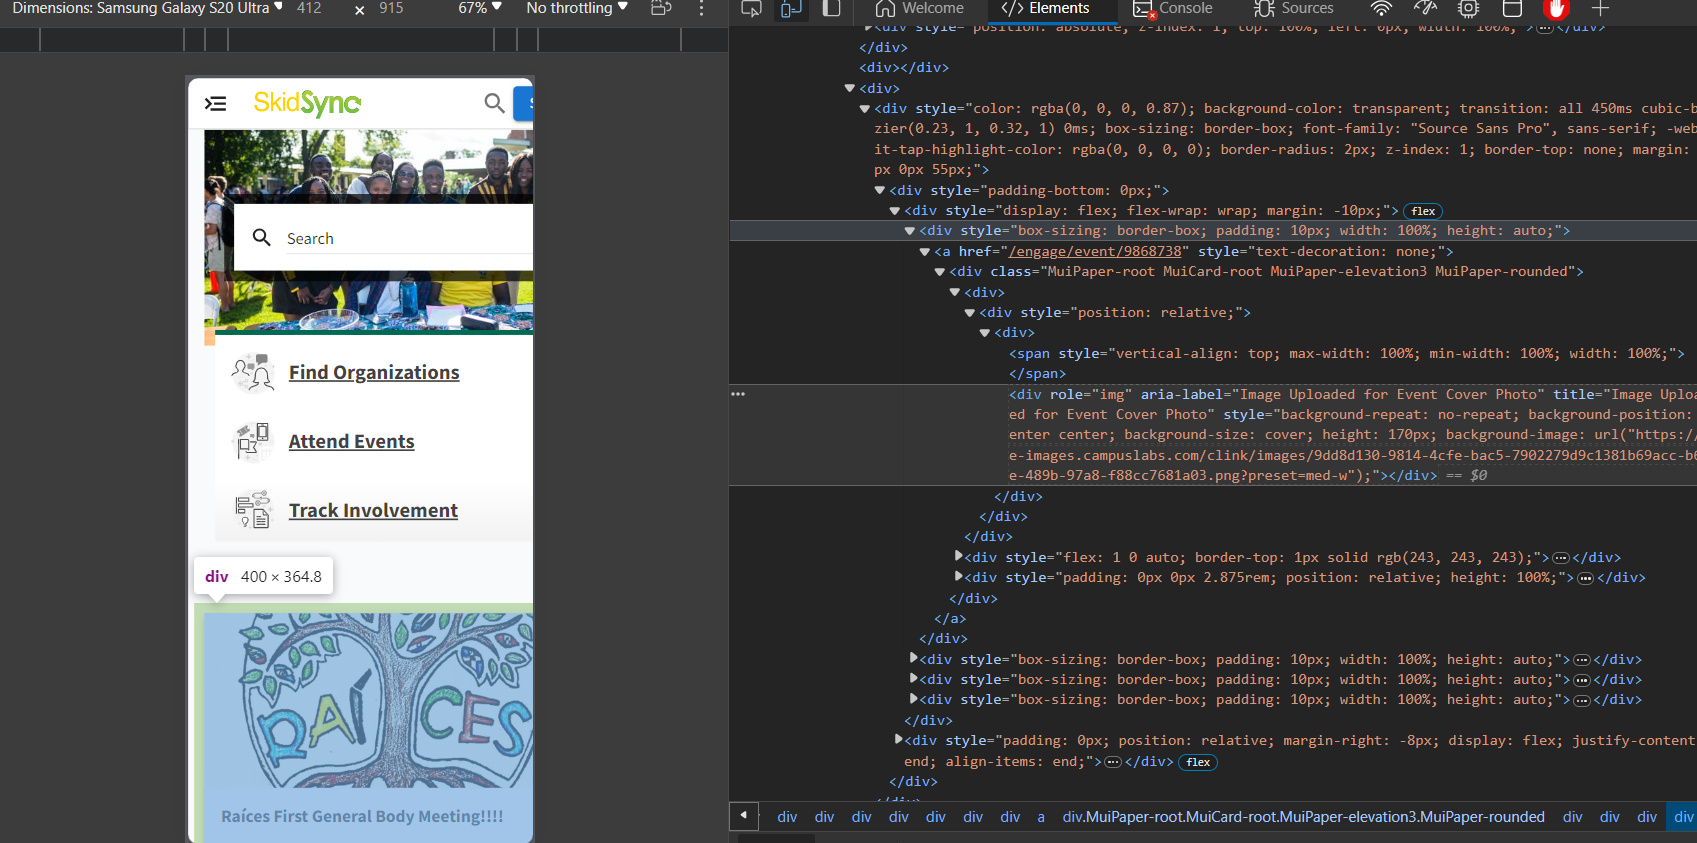 Dimensions: Samsung Galaxy S20 Ultra ▼ 412 × 915 67% ▼ No throttling ▼
Welcome </> Elements Console Sources
SkidSync
Search
Find Organizations
Attend Events
Track Involvement
div 400 × 364.8
RAÍCES
Raíces First General Body Meeting!!!!
<div style="position: absolute; z-index: 1; top: 100%; left: 0px; width: 100%;"> </div>
</div>
<div></div>
<div>
<div style="color: rgba(0, 0, 0, 0.87); background-color: transparent; transition: all 450ms cubic-b
zier(0.23, 1, 0.32, 1) 0ms; box-sizing: border-box; font-family: "Source Sans Pro", sans-serif; -web
it-tap-highlight-color: rgba(0, 0, 0, 0); border-radius: 2px; z-index: 1; border-top: none; margin:
px 0px 55px;">
<div style="padding-bottom: 0px;">
<div style="display: flex; flex-wrap: wrap; margin: -10px;"> flex
<div style="box-sizing: border-box; padding: 10px; width: 100%; height: auto;">
<a href="/engage/event/9868738" style="text-decoration: none;">
<div class="MuiPaper-root MuiCard-root MuiPaper-elevation3 MuiPaper-rounded">
<div>
<div style="position: relative;">
<div>
<span style="vertical-align: top; max-width: 100%; min-width: 100%; width: 100%;">
</span>
<div role="img" aria-label="Image Uploaded for Event Cover Photo" title="Image Uploa
ed for Event Cover Photo" style="background-repeat: no-repeat; background-position:
enter center; background-size: cover; height: 170px; background-image: url("https:/
e-images.campuslabs.com/clink/images/9dd8d130-9814-4cfe-bac5-7902279d9c1381b69acc-b6
e-489b-97a8-f88cc7681a03.png?preset=med-w");"></div> == $0
</div>
</div>
</div>
<div style="flex: 1 0 auto; border-top: 1px solid rgb(243, 243, 243);"> </div>
<div style="padding: 0px 0px 2.875rem; position: relative; height: 100%;"> </div>
</div>
</a>
</div>
<div style="box-sizing: border-box; padding: 10px; width: 100%; height: auto;"> </div>
<div style="box-sizing: border-box; padding: 10px; width: 100%; height: auto;"> </div>
<div style="box-sizing: border-box; padding: 10px; width: 100%; height: auto;"> </div>
</div>
<div style="padding: 0px; position: relative; margin-right: -8px; display: flex; justify-content
end; align-items: end;"> </div> flex
</div>
div div div div div div div a div.MuiPaper-root.MuiCard-root.MuiPaper-elevation3.MuiPaper-rounded div div div div